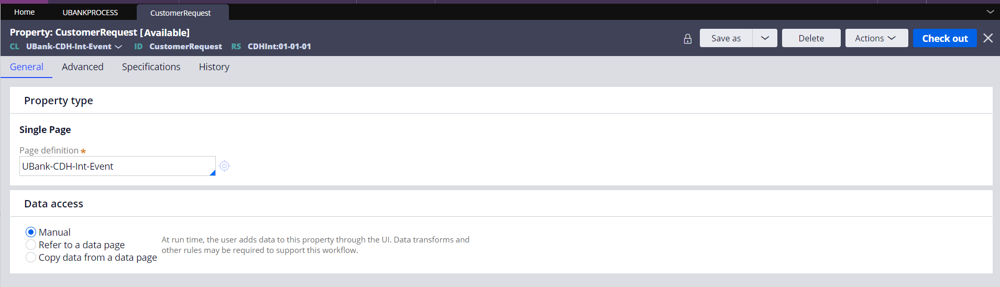 Home UBANKPROCESS CustomerRequest
Property: CustomerRequest [Available]
CL UBank-CDH-Int-Event ID CustomerRequest RS CDHInt:01-01-01
Save as Delete Actions Check out
General Advanced Specifications History
Property type
Single Page
Page definition *
UBank-CDH-Int-Event
Data access
Manual
Refer to a data page
Copy data from a data page
At run time, the user adds data to this property through the UI. Data transforms and
other rules may be required to support this workflow.